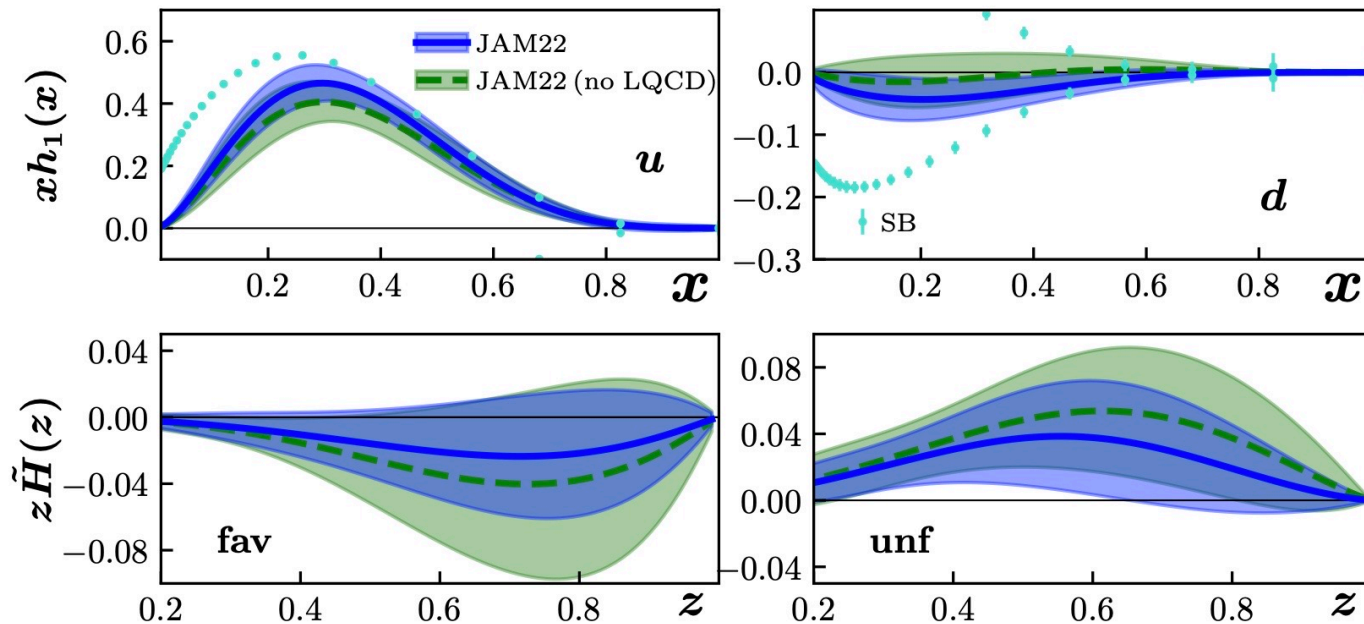 xh₁(x)
0.6
0.4
0.2
0.0
JAM22
JAM22 (no LQCD)
u
0.2 0.4 0.6 0.8 x
0.0
−0.1
−0.2
−0.3
SB
d
0.2 0.4 0.6 0.8 x
zH̃(z)
0.04
0.00
−0.04
−0.08
fav
0.2 0.4 0.6 0.8 z
0.08
0.04
0.00
−0.04
unf
0.2 0.4 0.6 0.8 z